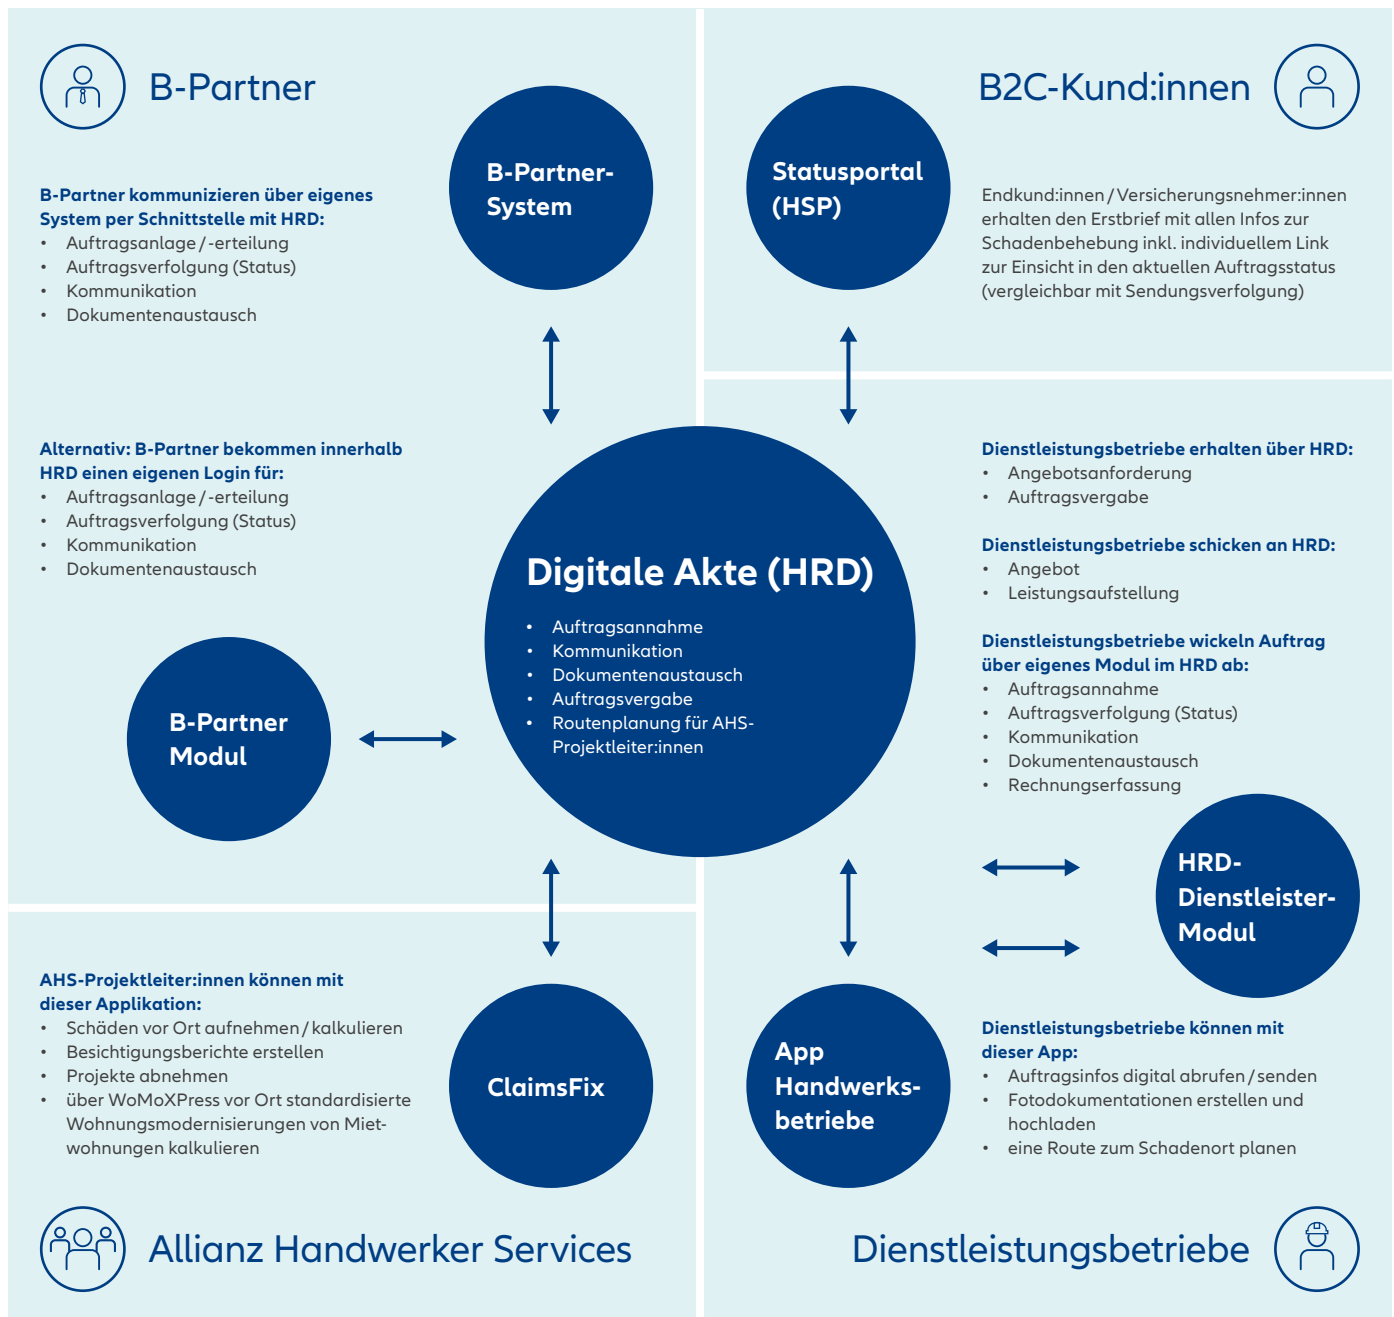 B-Partner
B-Partner-
System
B-Partner kommunizieren über eigenes
System per Schnittstelle mit HRD:
• Auftragsanlage / -erteilung
• Auftragsverfolgung (Status)
• Kommunikation
• Dokumentenaustausch
Alternativ: B-Partner bekommen innerhalb
HRD einen eigenen Login für:
• Auftragsanlage / -erteilung
• Auftragsverfolgung (Status)
• Kommunikation
• Dokumentenaustausch
B-Partner
Modul
B2C-Kund:innen
Statusportal
(HSP)
Endkund:innen / Versicherungsnehmer:innen
erhalten den Erstbrief mit allen Infos zur
Schadenbehebung inkl. individuellem Link
zur Einsicht in den aktuellen Auftragsstatus
(vergleichbar mit Sendungsverfolgung)
Digitale Akte (HRD)
• Auftragsannahme
• Kommunikation
• Dokumentenaustausch
• Auftragsvergabe
• Routenplanung für AHS-
Projektleiter:innen
Dienstleistungsbetriebe erhalten über HRD:
• Angebotsanforderung
• Auftragsvergabe
Dienstleistungsbetriebe schicken an HRD:
• Angebot
• Leistungsaufstellung
Dienstleistungsbetriebe wickeln Auftrag
über eigenes Modul im HRD ab:
• Auftragsannahme
• Auftragsverfolgung (Status)
• Kommunikation
• Dokumentenaustausch
• Rechnungserfassung
HRD-
Dienstleister-
Modul
AHS-Projektleiter:innen können mit
dieser Applikation:
• Schäden vor Ort aufnehmen / kalkulieren
• Besichtigungsberichte erstellen
• Projekte abnehmen
• über WoMoXPress vor Ort standardisierte
Wohnungsmodernisierungen von Miet-
wohnungen kalkulieren
ClaimsFix
Allianz Handwerker Services
App
Handwerks-
betriebe
Dienstleistungsbetriebe können mit
dieser App:
• Auftragsinfos digital abrufen / senden
• Fotodokumentationen erstellen und
hochladen
• eine Route zum Schadenort planen
Dienstleistungsbetriebe